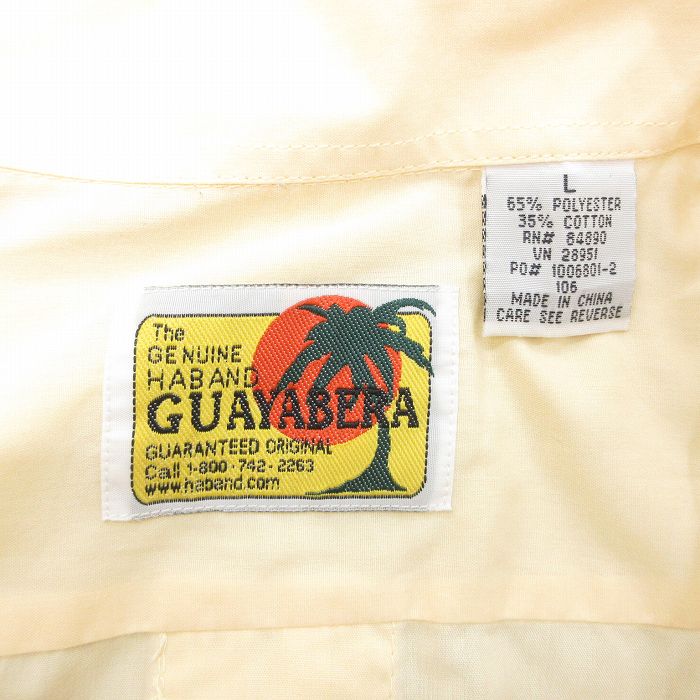 The
GENUINE
HABAND
GUAYABERA
GUARANTEED ORIGINAL
Call 1-800-742-2263
www.haband.com
L
65% POLYESTER
35% COTTON
RN# 84890
VN 28951
PO# 1006801-2
106
MADE IN CHINA
CARE SEE REVERSE